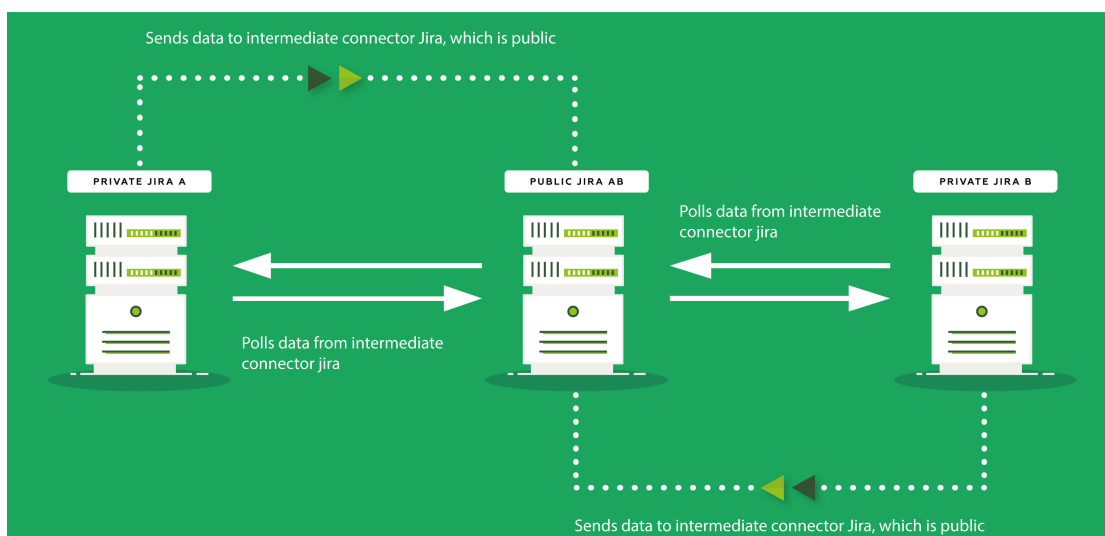 Sends data to intermediate connector Jira, which is public
PRIVATE JIRA A
PUBLIC JIRA AB
PRIVATE JIRA B
Polls data from intermediate
connector jira
Polls data from intermediate
connector jira
Sends data to intermediate connector Jira, which is public